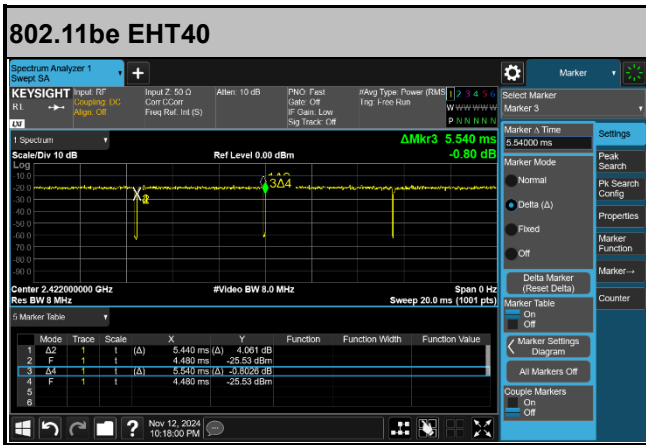 802.11be EHT40
Spectrum Analyzer 1
Swept SA
Marker
KEYSIGHT
RL
LXI
Input: RF
Coupling: DC
Align: Off
Input Z: 50 Ω
Corr CCorr
Freq Ref: Int (S)
Atten: 10 dB
PNO: Fast
Gate: Off
IF Gain: Low
Sig Track: Off
#Avg Type: Power (RMS
Trig: Free Run
1 2 3 4 5 6
W W W W W W
P N N N N N
Select Marker
Marker 3
1 Spectrum
ΔMkr3 5.540 ms
-0.80 dB
Scale/Div 10 dB
Ref Level 0.00 dBm
Log
-10.0
-20.0
-30.0
-40.0
-50.0
-60.0
-70.0
-80.0
-90.0
3Δ4
Center 2.422000000 GHz
#Video BW 8.0 MHz
Span 0 Hz
Res BW 8 MHz
Sweep 20.0 ms (1001 pts)
5 Marker Table
Mode Trace Scale X Y Function Function Width Function Value
1 Δ2 1 t (Δ) 5.440 ms (Δ) 4.061 dB
2 F 1 t 4.480 ms -25.53 dBm
3 Δ4 1 t (Δ) 5.540 ms (Δ) -0.8026 dB
4 F 1 t 4.480 ms -25.53 dBm
5
6
Marker Δ Time
5.54000 ms
Marker Mode
Normal
Delta (Δ)
Fixed
Off
Delta Marker
(Reset Delta)
Marker Table
On
Off
Marker Settings
Diagram
All Markers Off
Couple Markers
On
Off
Settings
Peak
Search
Pk Search
Config
Properties
Marker
Function
Marker→
Counter
Nov 12, 2024
10:18:00 PM